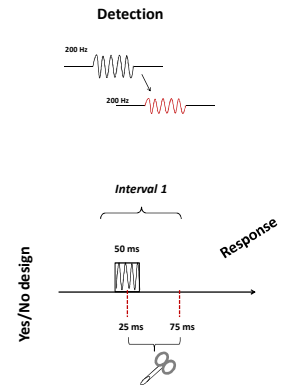 Detection
200 Hz
200 Hz
Interval 1
50 ms
Response
Yes/No design
25 ms
75 ms